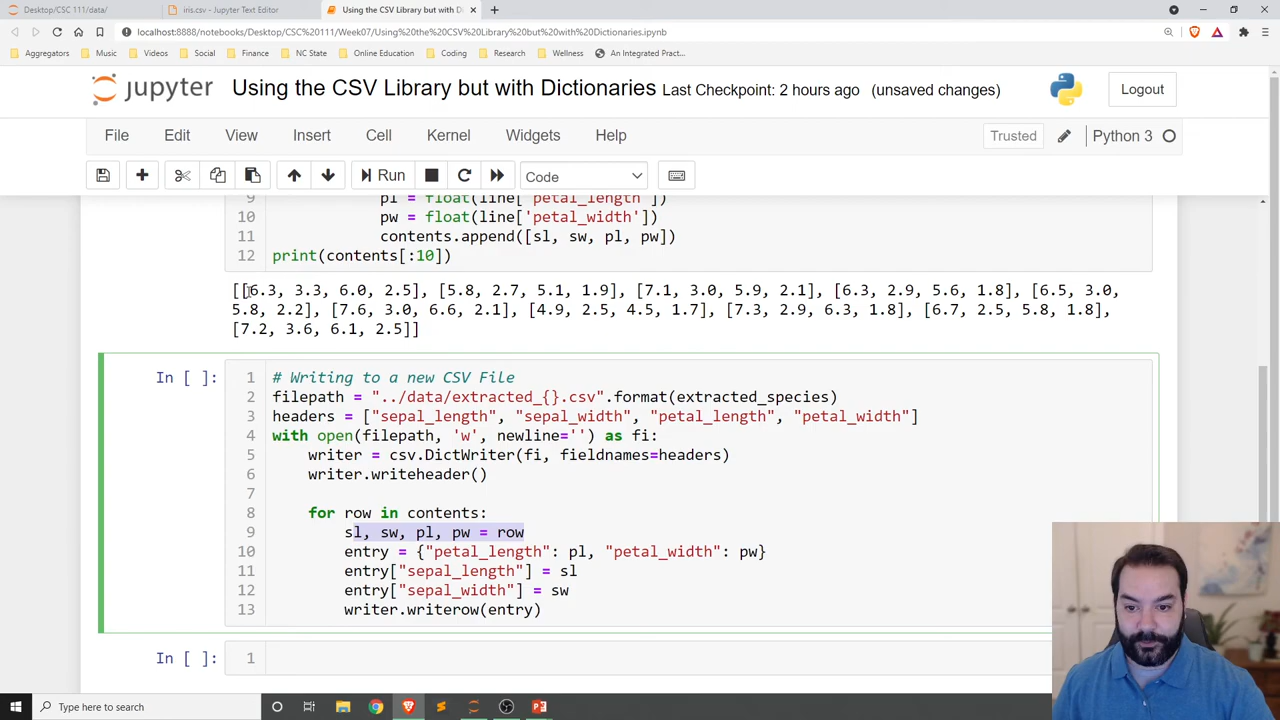 Desktop/CSC 111/data/
iris.csv - Jupyter Text Editor
Using the CSV Library but with D
localhost:8888/notebooks/Desktop/CSC%20111/Week07/Using%20the%20CSV%20Library%20but%20with%20Dictionaries.ipynb
Aggregators Music Videos Social Finance NC State Online Education Coding Research Wellness An Integrated Pract...
jupyter Using the CSV Library but with Dictionaries Last Checkpoint: 2 hours ago (unsaved changes) Logout
File Edit View Insert Cell Kernel Widgets Help Trusted Python 3
Run Code
9 pl = float(line['petal_length'])
10 pw = float(line['petal_width'])
11 contents.append([sl, sw, pl, pw])
12 print(contents[:10])
[[6.3, 3.3, 6.0, 2.5], [5.8, 2.7, 5.1, 1.9], [7.1, 3.0, 5.9, 2.1], [6.3, 2.9, 5.6, 1.8], [6.5, 3.0,
5.8, 2.2], [7.6, 3.0, 6.6, 2.1], [4.9, 2.5, 4.5, 1.7], [7.3, 2.9, 6.3, 1.8], [6.7, 2.5, 5.8, 1.8],
[7.2, 3.6, 6.1, 2.5]]
In [ ]: 1 # Writing to a new CSV File
2 filepath = "../data/extracted_{}.csv".format(extracted_species)
3 headers = ["sepal_length", "sepal_width", "petal_length", "petal_width"]
4 with open(filepath, 'w', newline='') as fi:
5 writer = csv.DictWriter(fi, fieldnames=headers)
6 writer.writeheader()
7
8 for row in contents:
9 sl, sw, pl, pw = row
10 entry = {"petal_length": pl, "petal_width": pw}
11 entry["sepal_length"] = sl
12 entry["sepal_width"] = sw
13 writer.writerow(entry)
In [ ]: 1
Type here to search